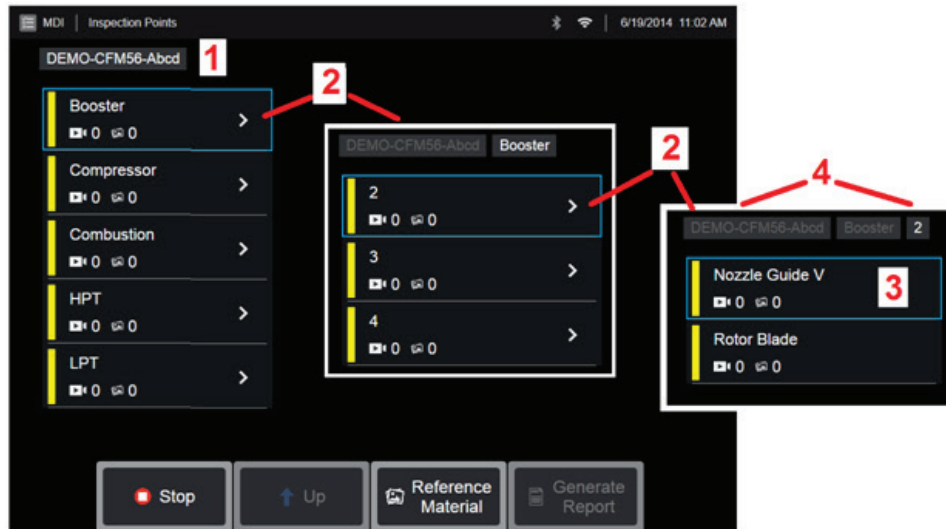 MDI | Inspection Points
6/19/2014 11:02 AM
DEMO-CFM56-Abcd
1
Booster
0 0
Compressor
0 0
Combustion
0 0
HPT
0 0
LPT
0 0
2
DEMO-CFM56-Abcd Booster
2
0 0
3
0 0
4
0 0
2
4
DEMO-CFM56-Abcd Booster 2
Nozzle Guide V
0 0
3
Rotor Blade
0 0
Stop
Up
Reference
Material
Generate
Report